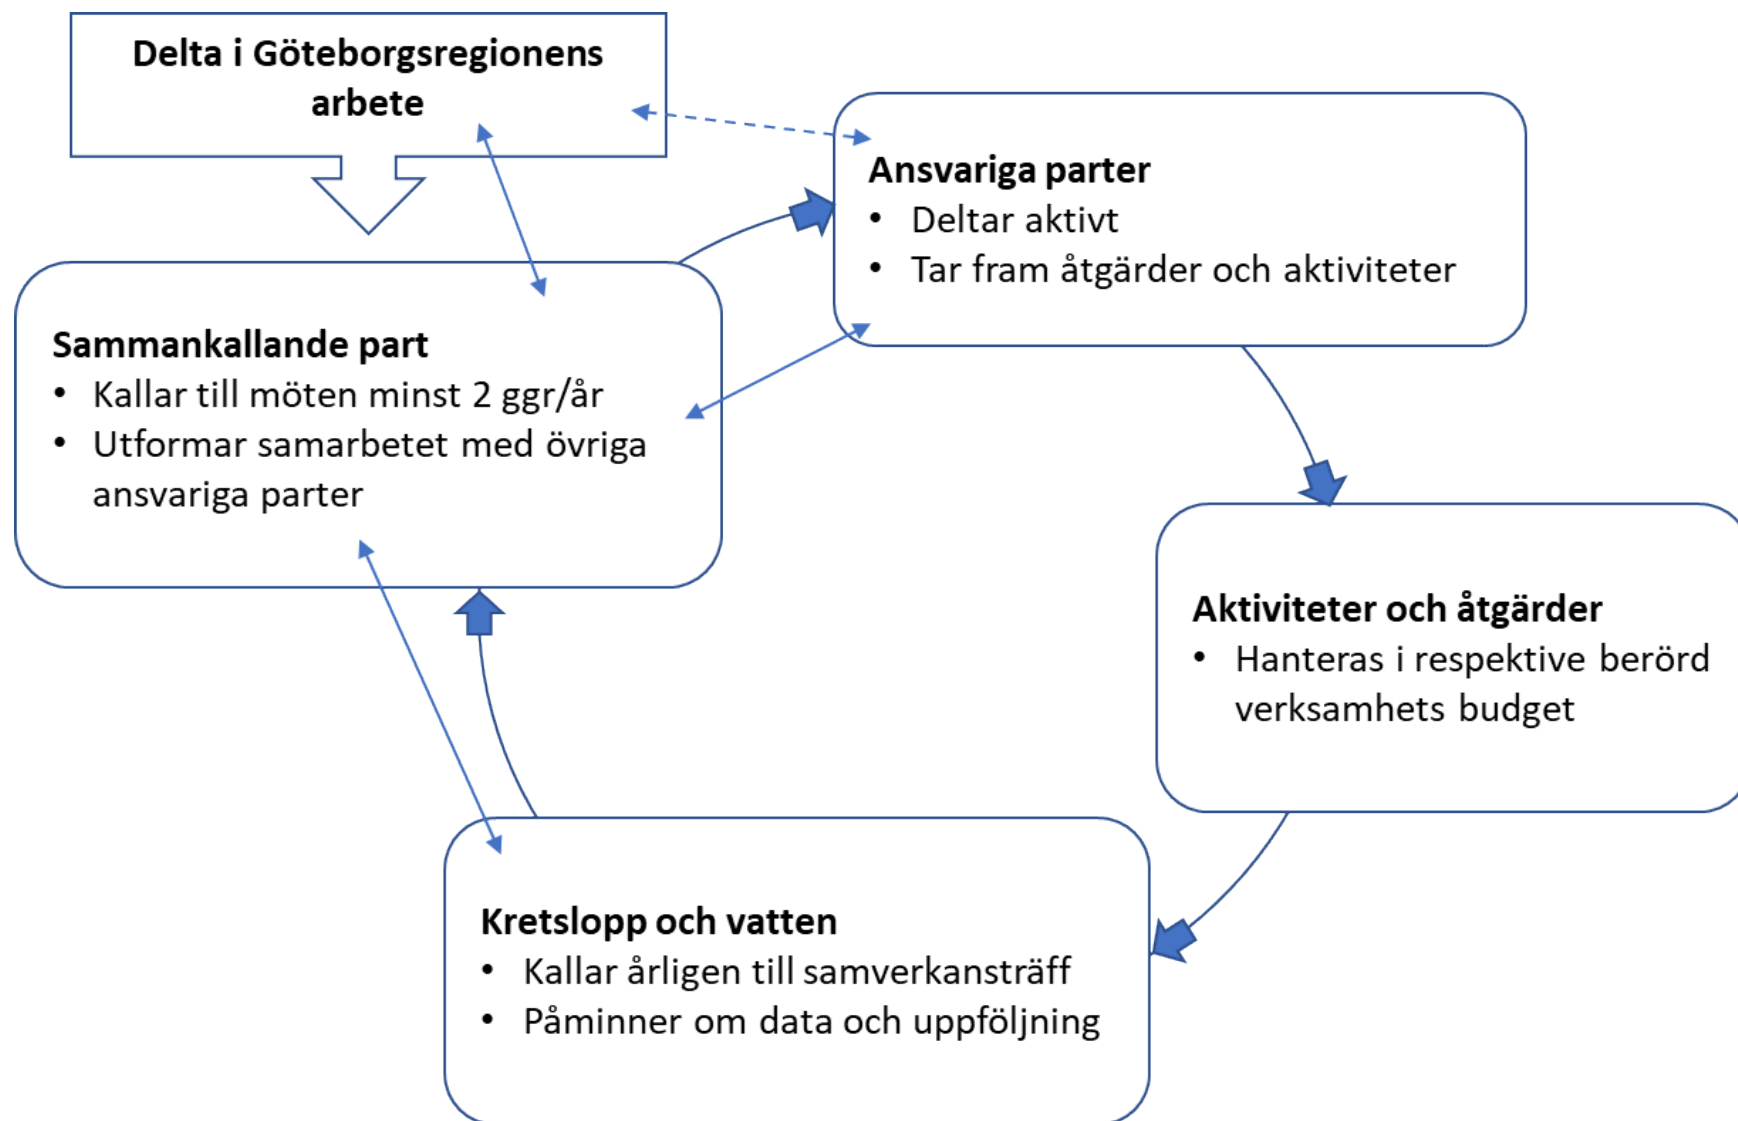 Delta i Göteborgsregionens
arbete
Ansvariga parter
• Deltar aktivt
• Tar fram åtgärder och aktiviteter
Sammankallande part
• Kallar till möten minst 2 ggr/år
• Utformar samarbetet med övriga
ansvariga parter
Aktiviteter och åtgärder
• Hanteras i respektive berörd
verksamhets budget
Kretslopp och vatten
• Kallar årligen till samverkansträff
• Påminner om data och uppföljning